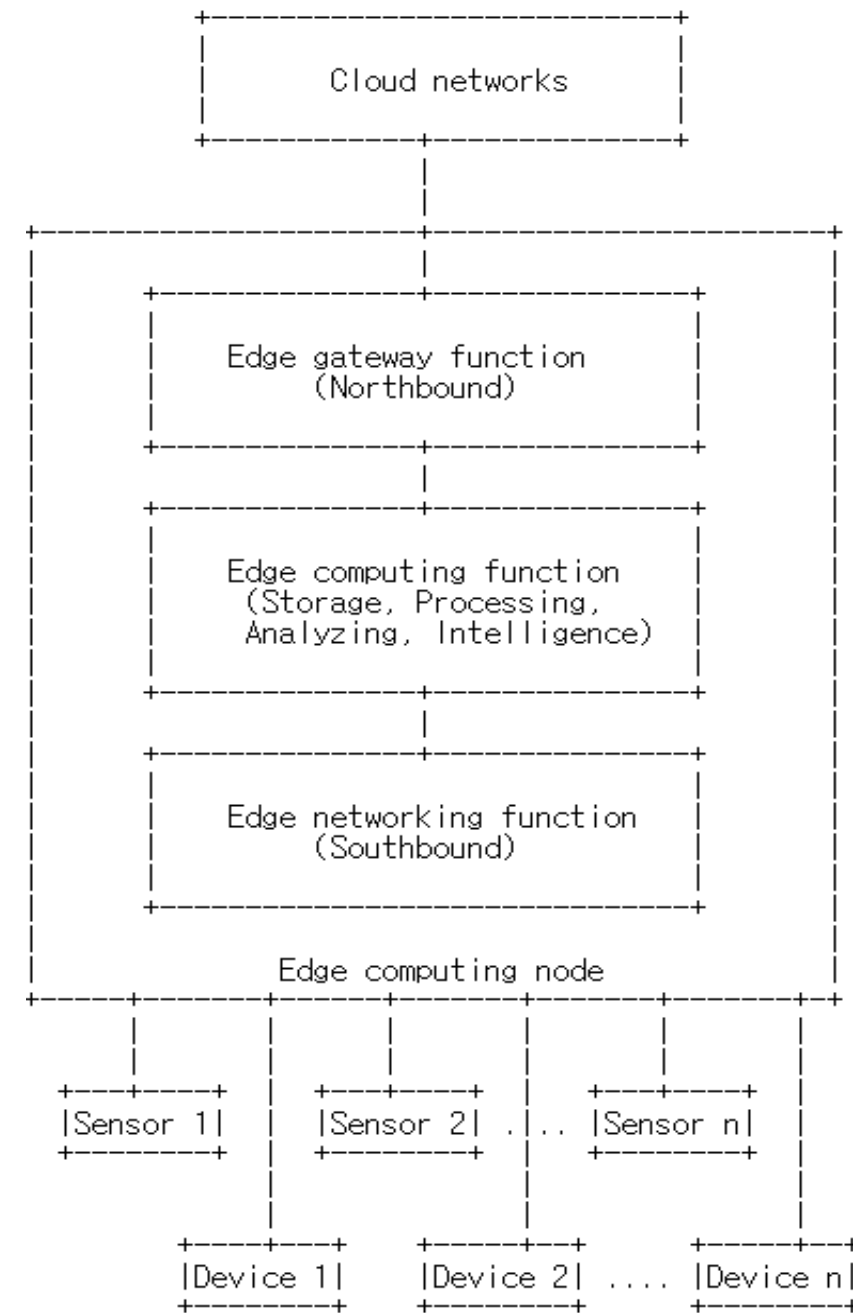 Cloud networks
Edge gateway function
(Northbound)
Edge computing function
(Storage, Processing,
Analyzing, Intelligence)
Edge networking function
(Southbound)
Edge computing node
Sensor 1 Sensor 2 .... Sensor n
Device 1 Device 2 .... Device n